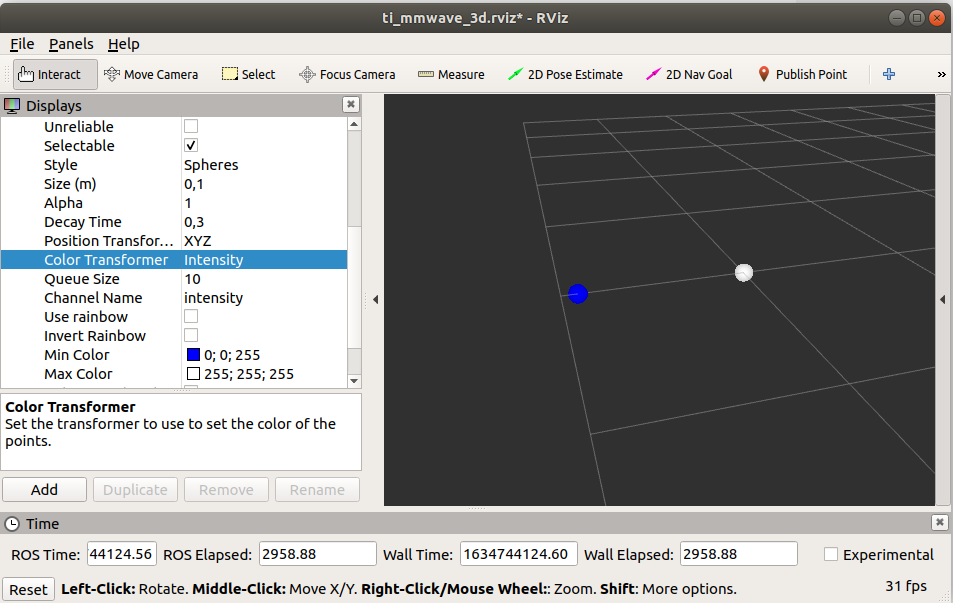 ti_mmwave_3d.rviz* - RViz
File Panels Help
Interact Move Camera Select Focus Camera Measure 2D Pose Estimate 2D Nav Goal Publish Point »
Displays
Unreliable
Selectable
Style Spheres
Size (m) 0,1
Alpha 1
Decay Time 0,3
Position Transfor... XYZ
Color Transformer Intensity
Queue Size 10
Channel Name intensity
Use rainbow
Invert Rainbow
Min Color 0; 0; 255
Max Color 255; 255; 255
Color Transformer
Set the transformer to use to set the color of the
points.
Add Duplicate Remove Rename
Time
ROS Time: 44124.56 ROS Elapsed: 2958.88 Wall Time: 1634744124.60 Wall Elapsed: 2958.88 Experimental
Reset Left-Click: Rotate. Middle-Click: Move X/Y. Right-Click/Mouse Wheel:: Zoom. Shift: More options. 31 fps